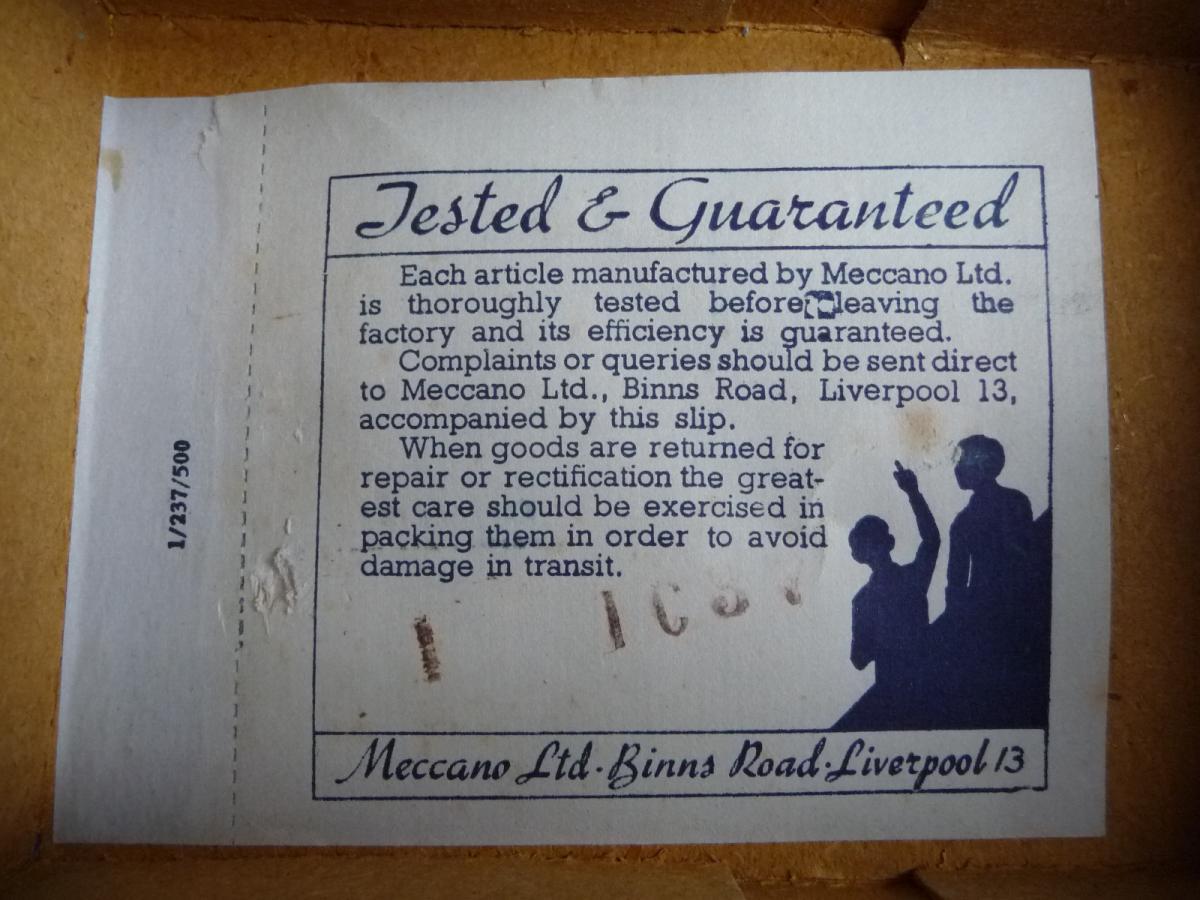 Tested & Guaranteed
Each article manufactured by Meccano Ltd.
is thoroughly tested before leaving the
factory and its efficiency is guaranteed.
Complaints or queries should be sent direct
to Meccano Ltd., Binns Road, Liverpool 13,
accompanied by this slip.
When goods are returned for
repair or rectification the great-
est care should be exercised in
packing them in order to avoid
damage in transit.
Meccano Ltd·Binns Road·Liverpool 13
1/237/500